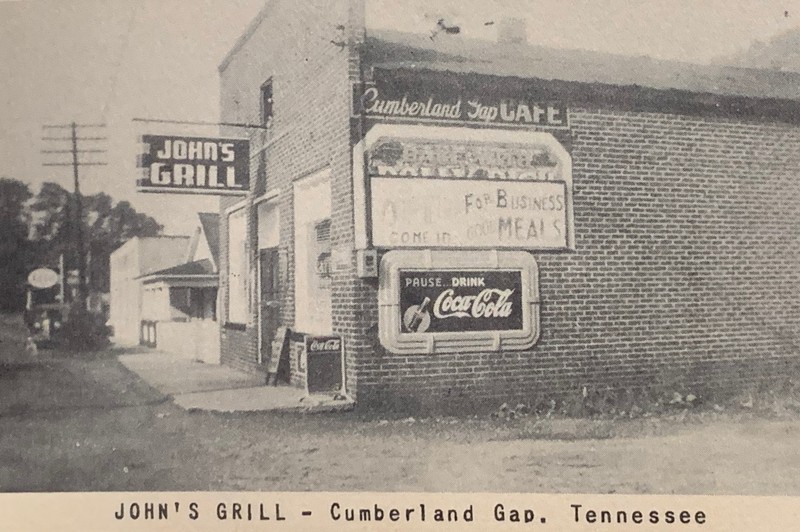 Cumberland Gap CAFE
JOHN'S
GRILL
FOR BUSINESS
COME IN GOOD MEALS
PAUSE.. DRINK
Coca-Cola
Coca-Cola
JOHN'S GRILL - Cumberland Gap, Tennessee